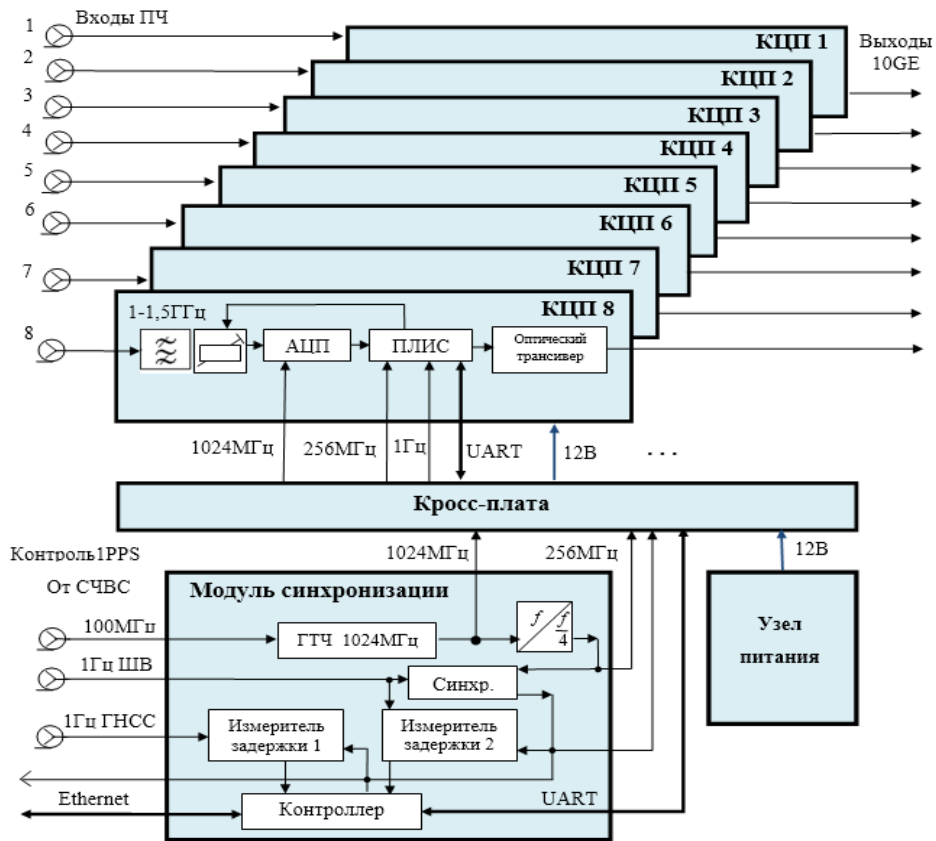 Входы ПЧ
1
2
3
4
5
6
7
8
КЦП 1
КЦП 2
КЦП 3
КЦП 4
КЦП 5
КЦП 6
КЦП 7
КЦП 8
Выходы
10GE
1-1,5ГГц
АЦП
ПЛИС
Оптический
трансивер
1024МГц
256МГц
1Гц
UART
12В
...
Кросс-плата
Контроль1PPS
От СЧВС
1024МГц
256МГц
12В
Модуль синхронизации
100МГц
ГТЧ 1024МГц
f
f
4
1Гц ШВ
Синхр.
1Гц ГНСС
Измеритель
задержки 1
Измеритель
задержки 2
Ethernet
Контроллер
UART
Узел
питания